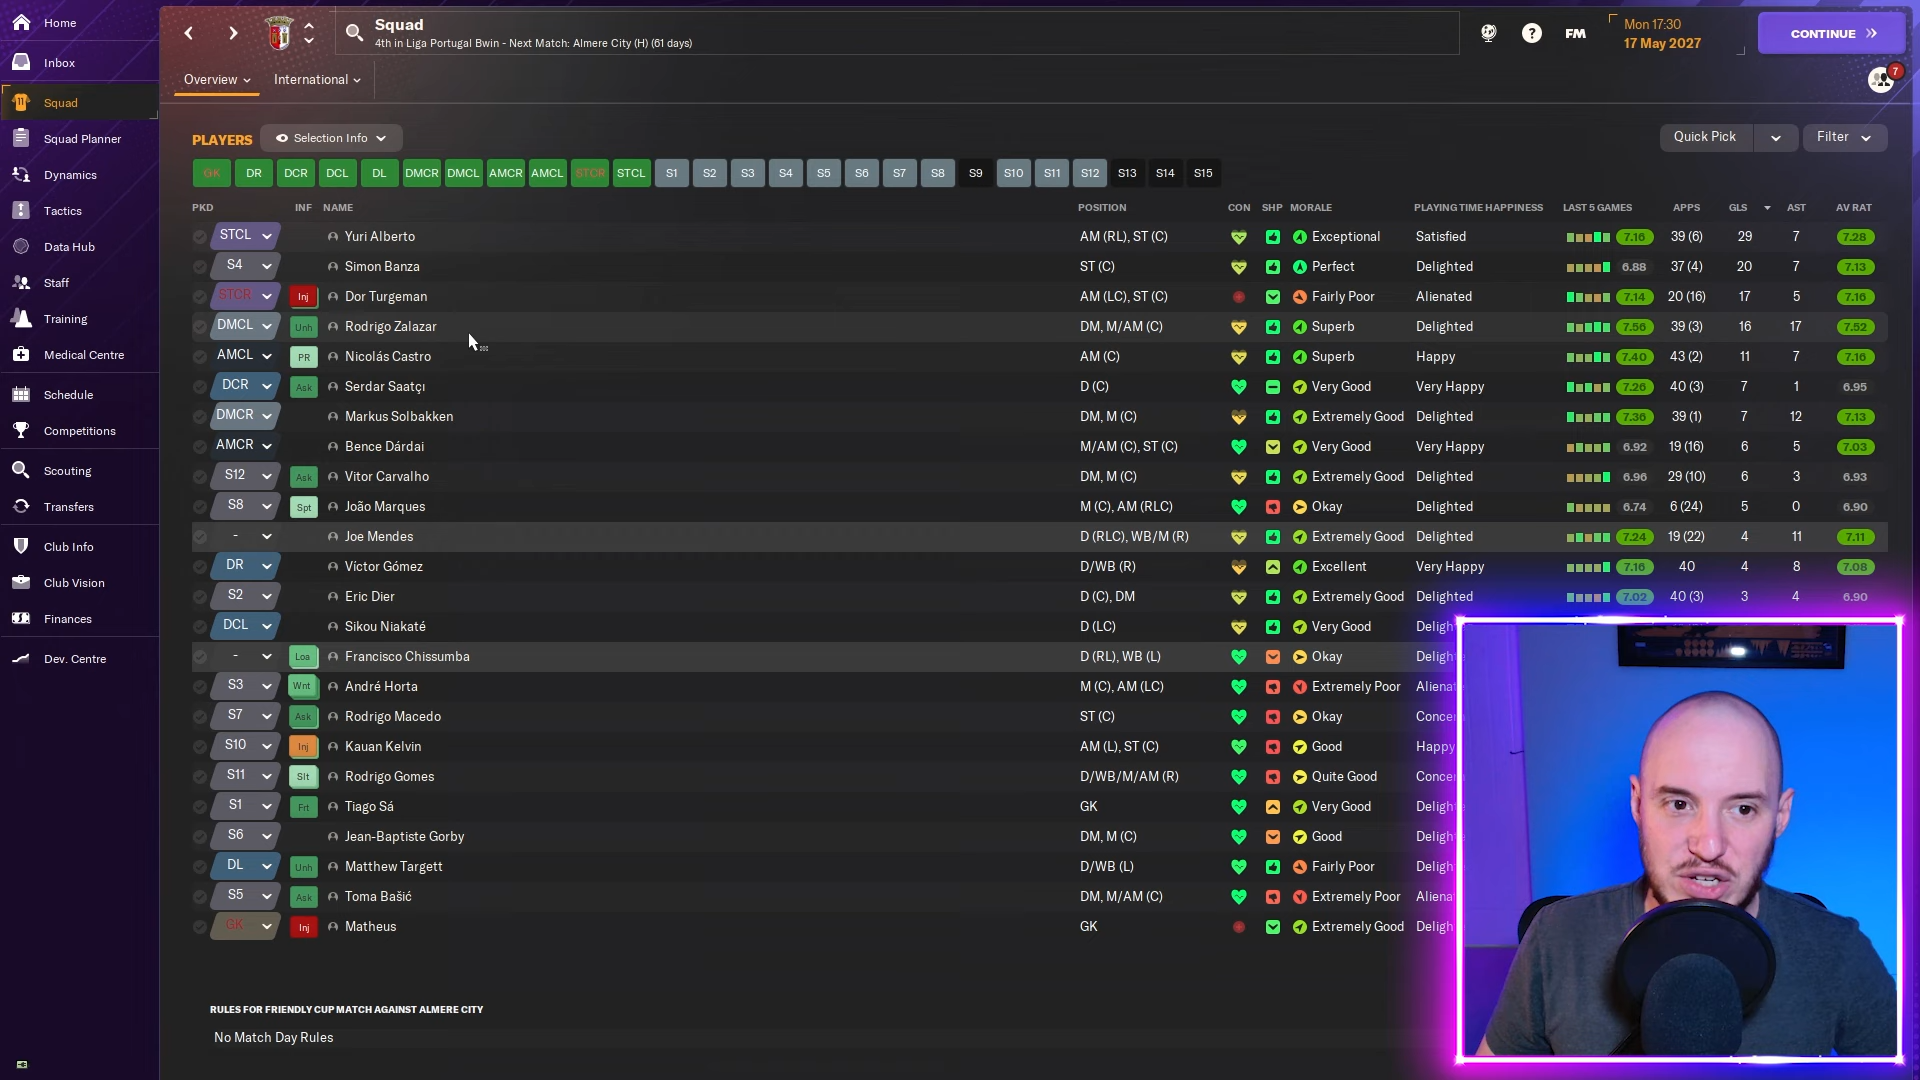 Home
Inbox
Squad
Squad Planner
Dynamics
Tactics
Data Hub
Staff
Training
Medical Centre
Schedule
Competitions
Scouting
Transfers
Club Info
Club Vision
Finances
Dev. Centre
Squad
4th in Liga Portugal Bwin - Next Match: Almere City (H) (61 days)
FM
Mon 17:30
17 May 2027
CONTINUE
Overview International
7
PLAYERS Selection Info Quick Pick Filter
GK DR DCR DCL DL DMCR DMCL AMCR AMCL STCR STCL S1 S2 S3 S4 S5 S6 S7 S8 S9 S10 S11 S12 S13 S14 S15
PKD INF NAME POSITION CON SHP MORALE PLAYING TIME HAPPINESS LAST 5 GAMES APPS GLS AST AV RAT
STCL Yuri Alberto AM (RL), ST (C) Exceptional Satisfied 7.16 39 (6) 29 7 7.28
S4 Simon Banza ST (C) Perfect Delighted 6.88 37 (4) 20 7 7.13
STCR Inj Dor Turgeman AM (LC), ST (C) Fairly Poor Alienated 7.14 20 (16) 17 5 7.16
DMCL Unh Rodrigo Zalazar DM, M/AM (C) Superb Delighted 7.56 39 (3) 16 17 7.52
AMCL PR Nicolás Castro AM (C) Superb Happy 7.40 43 (2) 11 7 7.16
DCR Ask Serdar Saatçı D (C) Very Good Very Happy 7.26 40 (3) 7 1 6.95
DMCR Markus Solbakken DM, M (C) Extremely Good Delighted 7.36 39 (1) 7 12 7.13
AMCR Bence Dárdai M/AM (C), ST (C) Very Good Very Happy 6.92 19 (16) 6 5 7.03
S12 Ask Vitor Carvalho DM, M (C) Extremely Good Delighted 6.96 29 (10) 6 3 6.93
S8 Spt João Marques M (C), AM (RLC) Okay Delighted 6.74 6 (24) 5 0 6.90
- Joe Mendes D (RLC), WB/M (R) Extremely Good Delighted 7.24 19 (22) 4 11 7.11
DR Víctor Gómez D/WB (R) Excellent Very Happy 7.16 40 4 8 7.08
S2 Eric Dier D (C), DM Extremely Good Delighted 7.02 40 (3) 3 4 6.90
DCL Sikou Niakaté D (LC) Very Good Deligh
- Loa Francisco Chissumba D (RL), WB (L) Okay Deligh
S3 Wnt André Horta M (C), AM (LC) Extremely Poor Aliena
S7 Ask Rodrigo Macedo ST (C) Okay Conce
S10 Inj Kauan Kelvin AM (L), ST (C) Good Happy
S11 Slt Rodrigo Gomes D/WB/M/AM (R) Quite Good Conce
S1 Frt Tiago Sá GK Very Good Deligh
S6 Jean-Baptiste Gorby DM, M (C) Good Deligh
DL Unh Matthew Targett D/WB (L) Fairly Poor Deligh
S5 Ask Toma Bašić DM, M/AM (C) Extremely Poor Aliena
GK Inj Matheus GK Extremely Good Deligh
RULES FOR FRIENDLY CUP MATCH AGAINST ALMERE CITY
No Match Day Rules